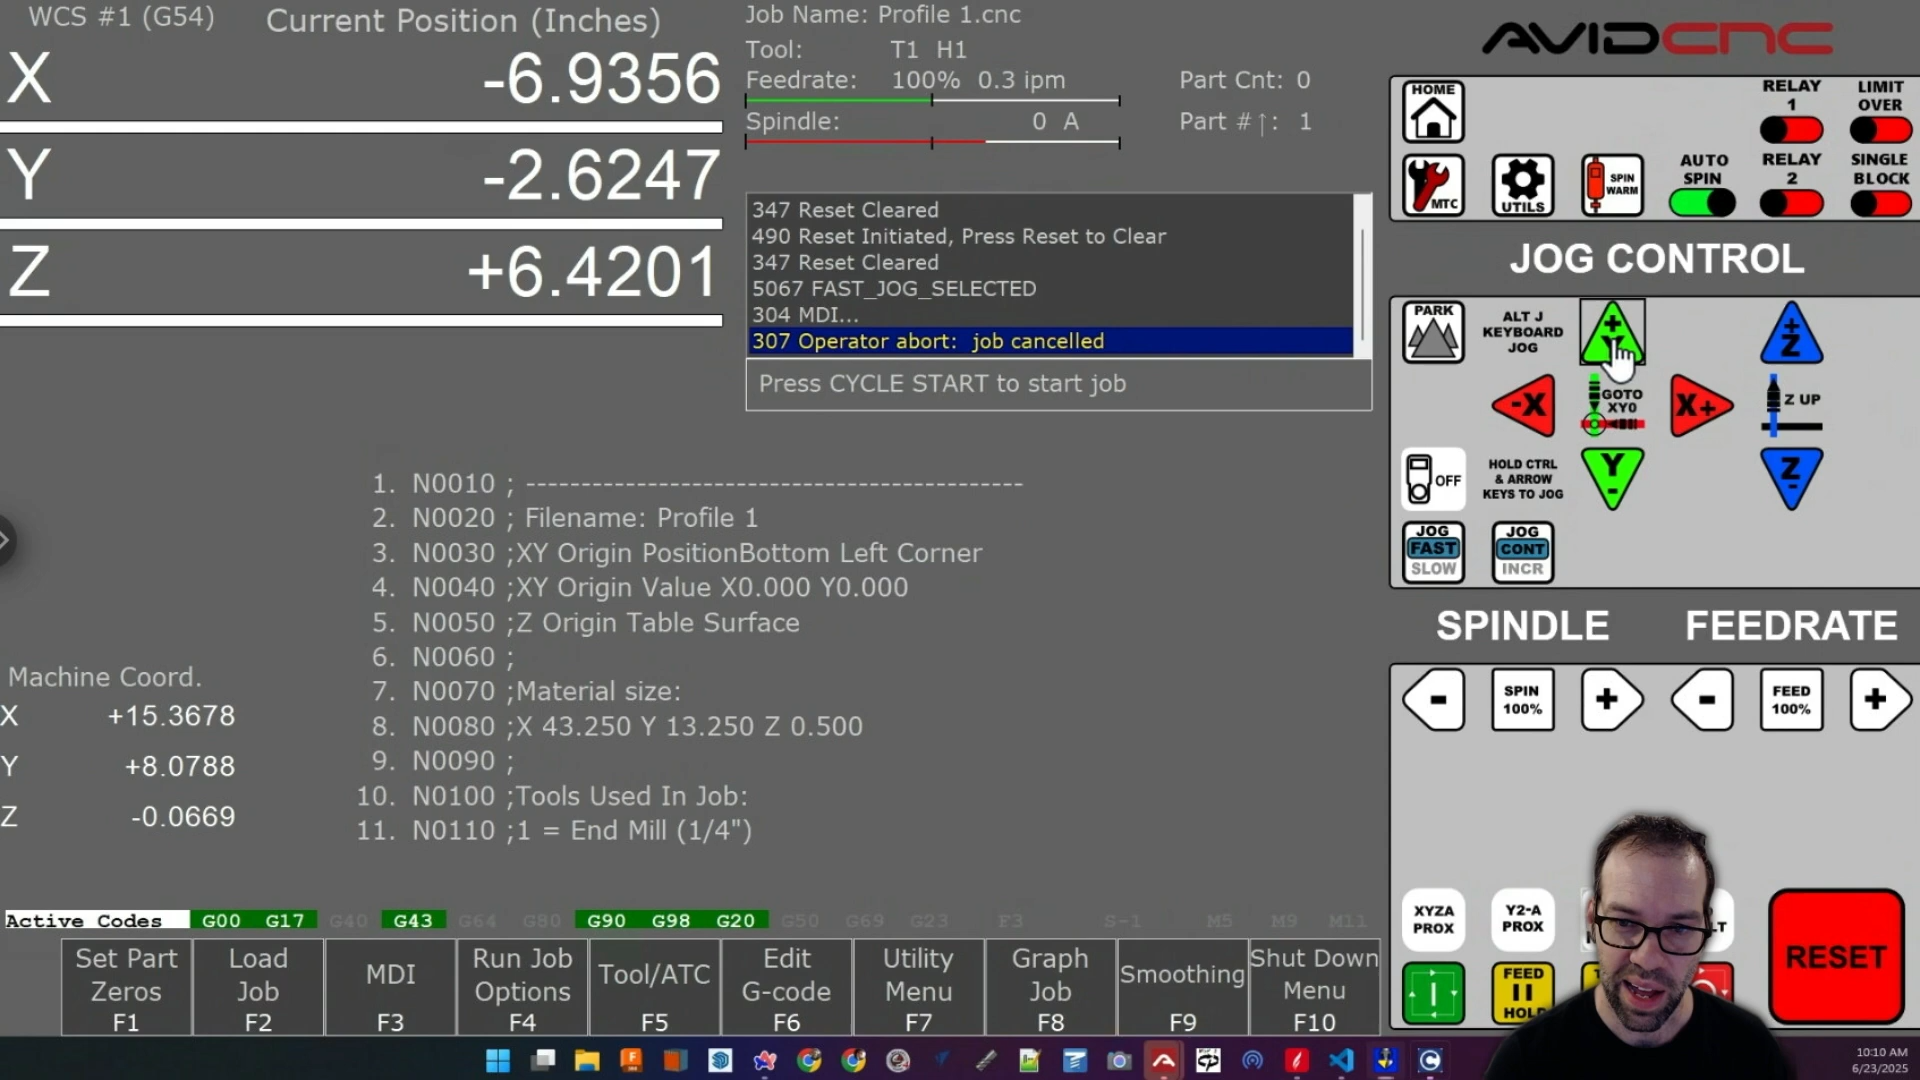 WCS #1 (G54)
Current Position (Inches)
X
-6.9356
Y
-2.6247
Z
+6.4201
Job Name: Profile 1.cnc
Tool: T1 H1
Feedrate: 100% 0.3 ipm
Part Cnt: 0
Spindle: 0 A
Part #↑: 1
347 Reset Cleared
490 Reset Initiated, Press Reset to Clear
347 Reset Cleared
5067 FAST_JOG_SELECTED
304 MDI...
307 Operator abort: job cancelled
Press CYCLE START to start job
1. N0010 ; ---------------------------------------------
2. N0020 ; Filename: Profile 1
3. N0030 ;XY Origin PositionBottom Left Corner
4. N0040 ;XY Origin Value X0.000 Y0.000
5. N0050 ;Z Origin Table Surface
6. N0060 ;
7. N0070 ;Material size:
8. N0080 ;X 43.250 Y 13.250 Z 0.500
9. N0090 ;
10. N0100 ;Tools Used In Job:
11. N0110 ;1 = End Mill (1/4")
Machine Coord.
X +15.3678
Y +8.0788
Z -0.0669
Active Codes G00 G17 G40 G43 G64 G80 G90 G98 G20 G50 G69 G23 F3 S-1 M5 M9 M11
Set Part Zeros F1
Load Job F2
MDI F3
Run Job Options F4
Tool/ATC F5
Edit G-code F6
Utility Menu F7
Graph Job F8
Smoothing F9
Shut Down Menu F10
AVIDCNC
HOME
RELAY 1
LIMIT OVER
MTC
UTILS
SPIN WARM
AUTO SPIN
RELAY 2
SINGLE BLOCK
JOG CONTROL
PARK
ALT J KEYBOARD JOG
+ Y
+ Z
-X
GOTO XY0
X+
Z UP
OFF
HOLD CTRL & ARROW KEYS TO JOG
Y -
Z -
JOG FAST SLOW
JOG CONT INCR
SPINDLE
FEEDRATE
-
SPIN 100%
+
-
FEED 100%
+
XYZA PROX
Y2-A PROX
LT
FEED HOLD
RESET
10:10 AM
6/23/2025